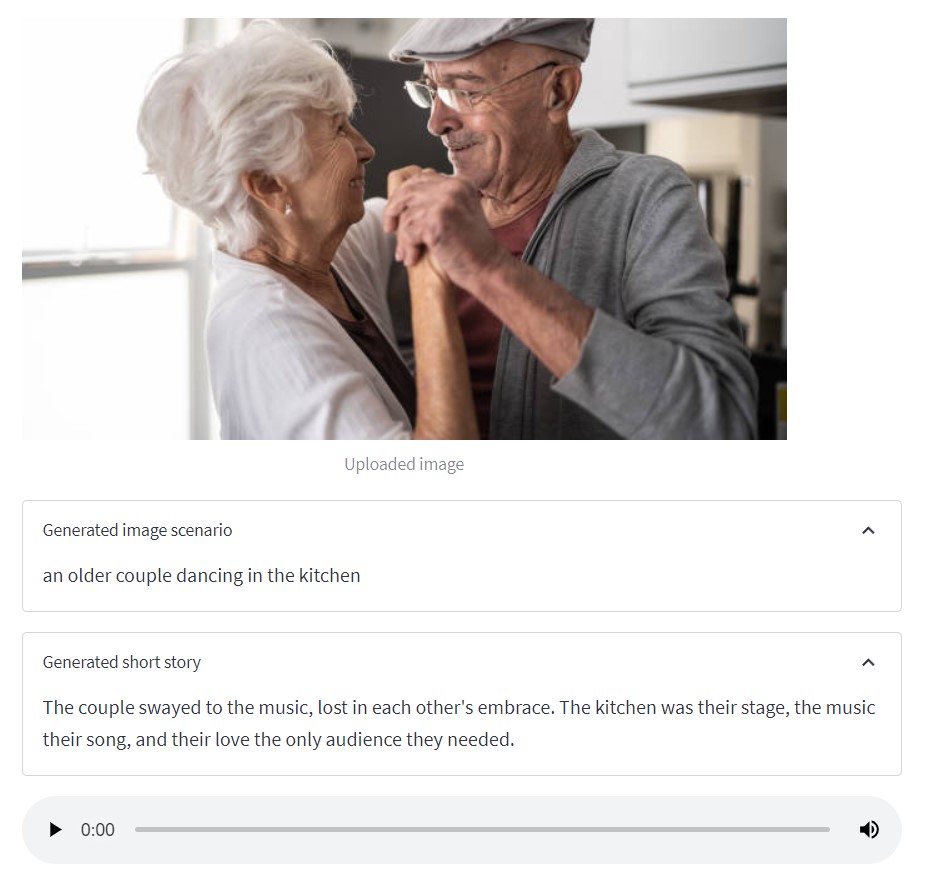 Uploaded image
Generated image scenario
an older couple dancing in the kitchen
Generated short story
The couple swayed to the music, lost in each other's embrace. The kitchen was their stage, the music
their song, and their love the only audience they needed.
0:00